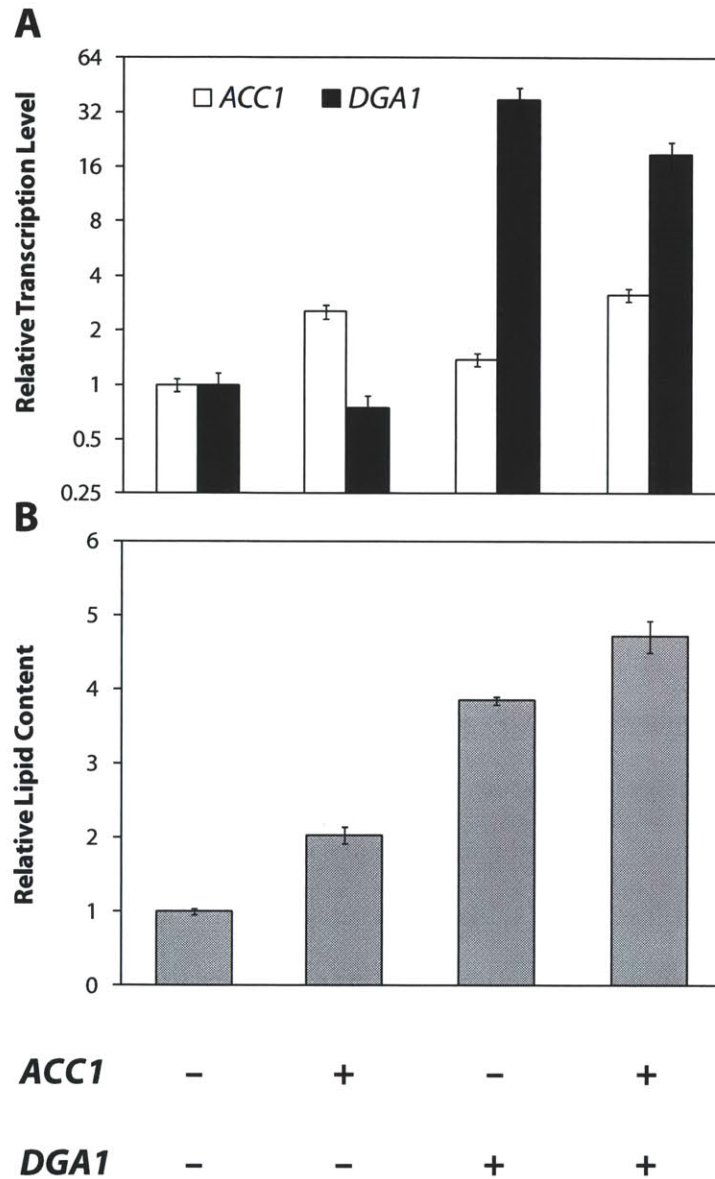 A
Relative Transcription Level
64
32
16
8
4
2
1
0.5
0.25
ACC1 DGA1
B
Relative Lipid Content
6
5
4
3
2
1
0
ACC1 – + – +
DGA1 – – + +